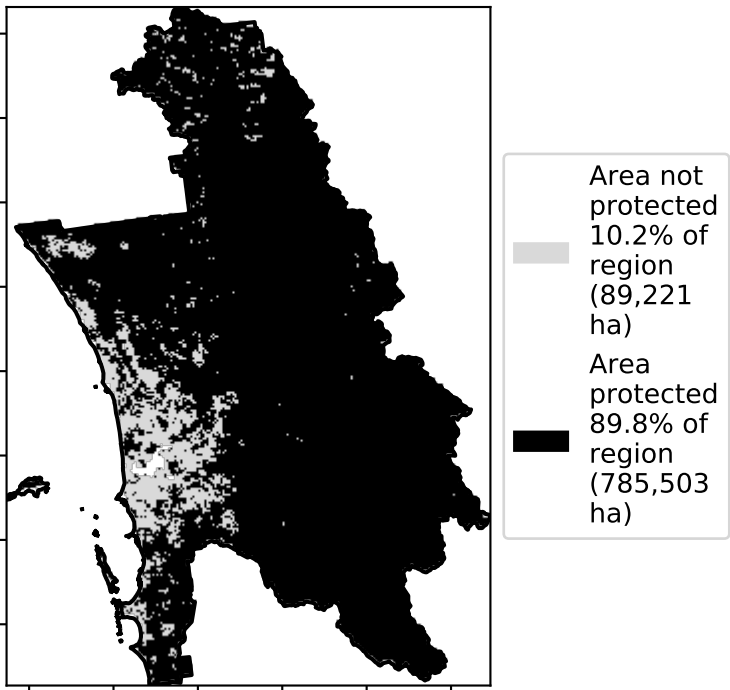 Area not
protected
10.2% of
region
(89,221
ha)
Area
protected
89.8% of
region
(785,503
ha)